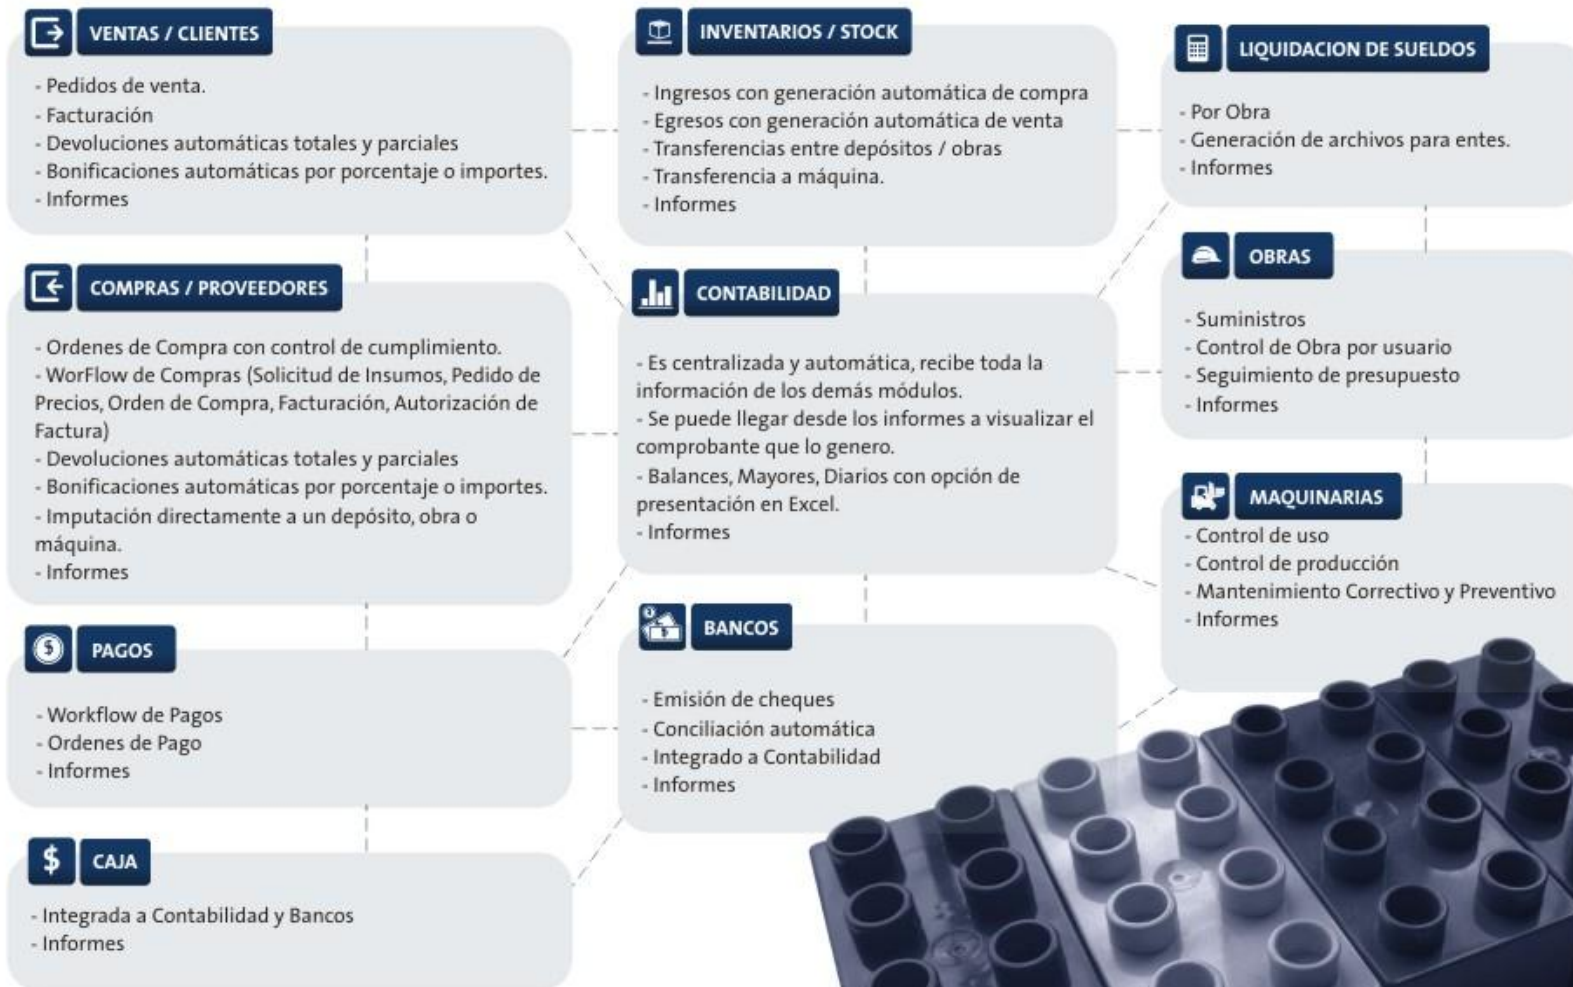 VENTAS / CLIENTES
- Pedidos de venta.
- Facturación
- Devoluciones automáticas totales y parciales
- Bonificaciones automáticas por porcentaje o importes.
- Informes
INVENTARIOS / STOCK
- Ingresos con generación automática de compra
- Egresos con generación automática de venta
- Transferencias entre depósitos / obras
- Transferencia a máquina.
- Informes
LIQUIDACION DE SUELDOS
- Por Obra
- Generación de archivos para entes.
- Informes
COMPRAS / PROVEEDORES
- Ordenes de Compra con control de cumplimiento.
- WorFlow de Compras (Solicitud de Insumos, Pedido de
Precios, Orden de Compra, Facturación, Autorización de
Factura)
- Devoluciones automáticas totales y parciales
- Bonificaciones automáticas por porcentaje o importes.
- Imputación directamente a un depósito, obra o
máquina.
- Informes
CONTABILIDAD
- Es centralizada y automática, recibe toda la
información de los demás módulos.
- Se puede llegar desde los informes a visualizar el
comprobante que lo genero.
- Balances, Mayores, Diarios con opción de
presentación en Excel.
- Informes
OBRAS
- Suministros
- Control de Obra por usuario
- Seguimiento de presupuesto
- Informes
MAQUINARIAS
- Control de uso
- Control de producción
- Mantenimiento Correctivo y Preventivo
- Informes
$
PAGOS
- Workflow de Pagos
- Ordenes de Pago
- Informes
BANCOS
- Emisión de cheques
- Conciliación automática
- Integrado a Contabilidad
- Informes
$
CAJA
- Integrada a Contabilidad y Bancos
- Informes